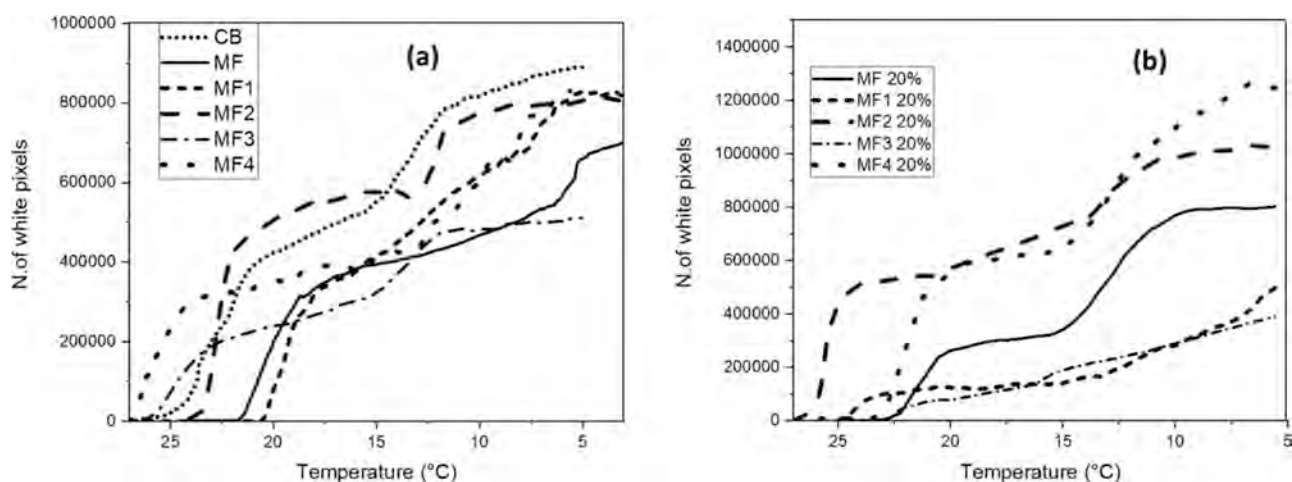 (a)
CB
MF
MF1
MF2
MF3
MF4
N.of white pixels
1000000
800000
600000
400000
200000
0
25
20
15
10
5
Temperature (°C)
(b)
MF 20%
MF1 20%
MF2 20%
MF3 20%
MF4 20%
N.of white pixels
1400000
1200000
1000000
800000
600000
400000
200000
0
25
20
15
10
5
Temperature (°C)